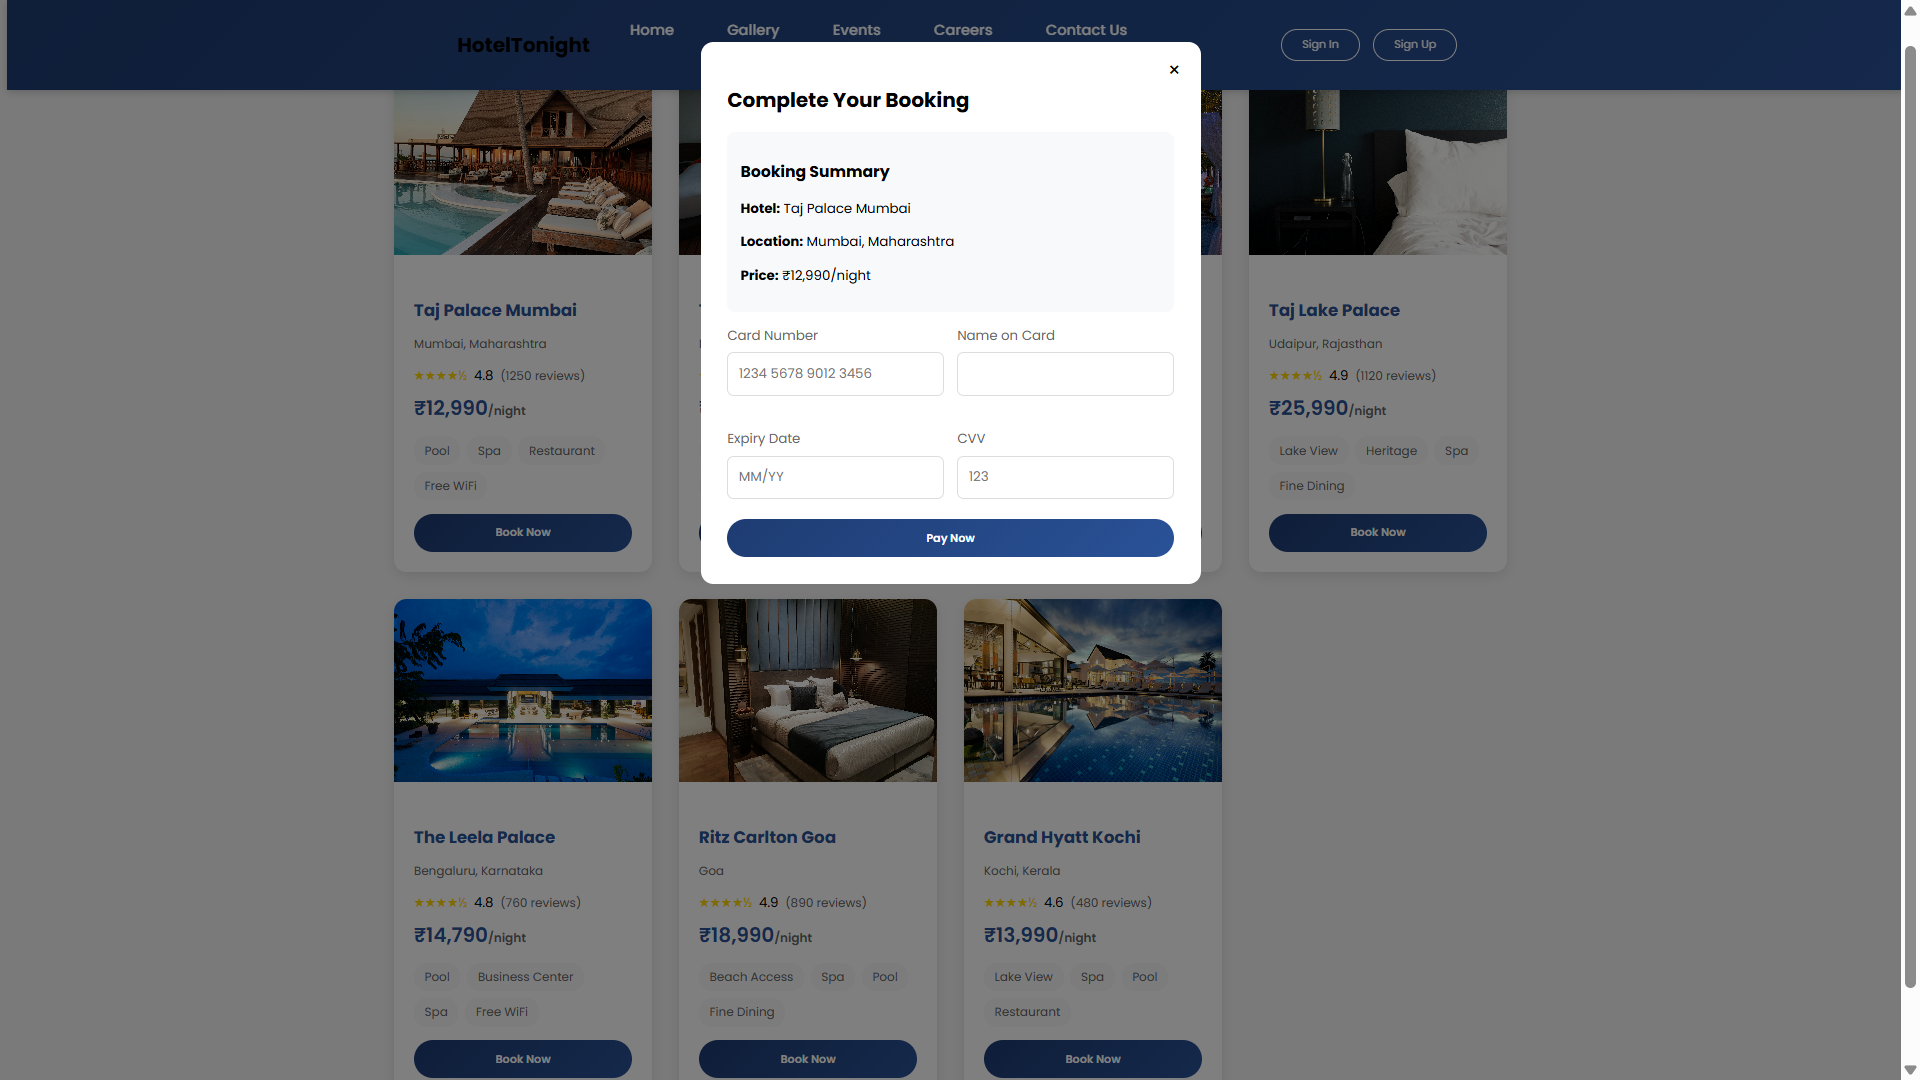 HotelTonight
Home
Gallery
Events
Careers
Contact Us
Sign In
Sign Up
×
Complete Your Booking
Booking Summary
Hotel: Taj Palace Mumbai
Location: Mumbai, Maharashtra
Price: ₹12,990/night
Card Number
Name on Card
1234 5678 9012 3456
Expiry Date
CVV
MM/YY
123
Pay Now
Taj Palace Mumbai
Mumbai, Maharashtra
★★★★½ 4.8 (1250 reviews)
₹12,990/night
Pool
Spa
Restaurant
Free WiFi
Book Now
Taj Lake Palace
Udaipur, Rajasthan
★★★★½ 4.9 (1120 reviews)
₹25,990/night
Lake View
Heritage
Spa
Fine Dining
Book Now
The Leela Palace
Bengaluru, Karnataka
★★★★½ 4.8 (760 reviews)
₹14,790/night
Pool
Business Center
Spa
Free WiFi
Book Now
Ritz Carlton Goa
Goa
★★★★½ 4.9 (890 reviews)
₹18,990/night
Beach Access
Spa
Pool
Fine Dining
Book Now
Grand Hyatt Kochi
Kochi, Kerala
★★★★½ 4.6 (480 reviews)
₹13,990/night
Lake View
Spa
Pool
Restaurant
Book Now